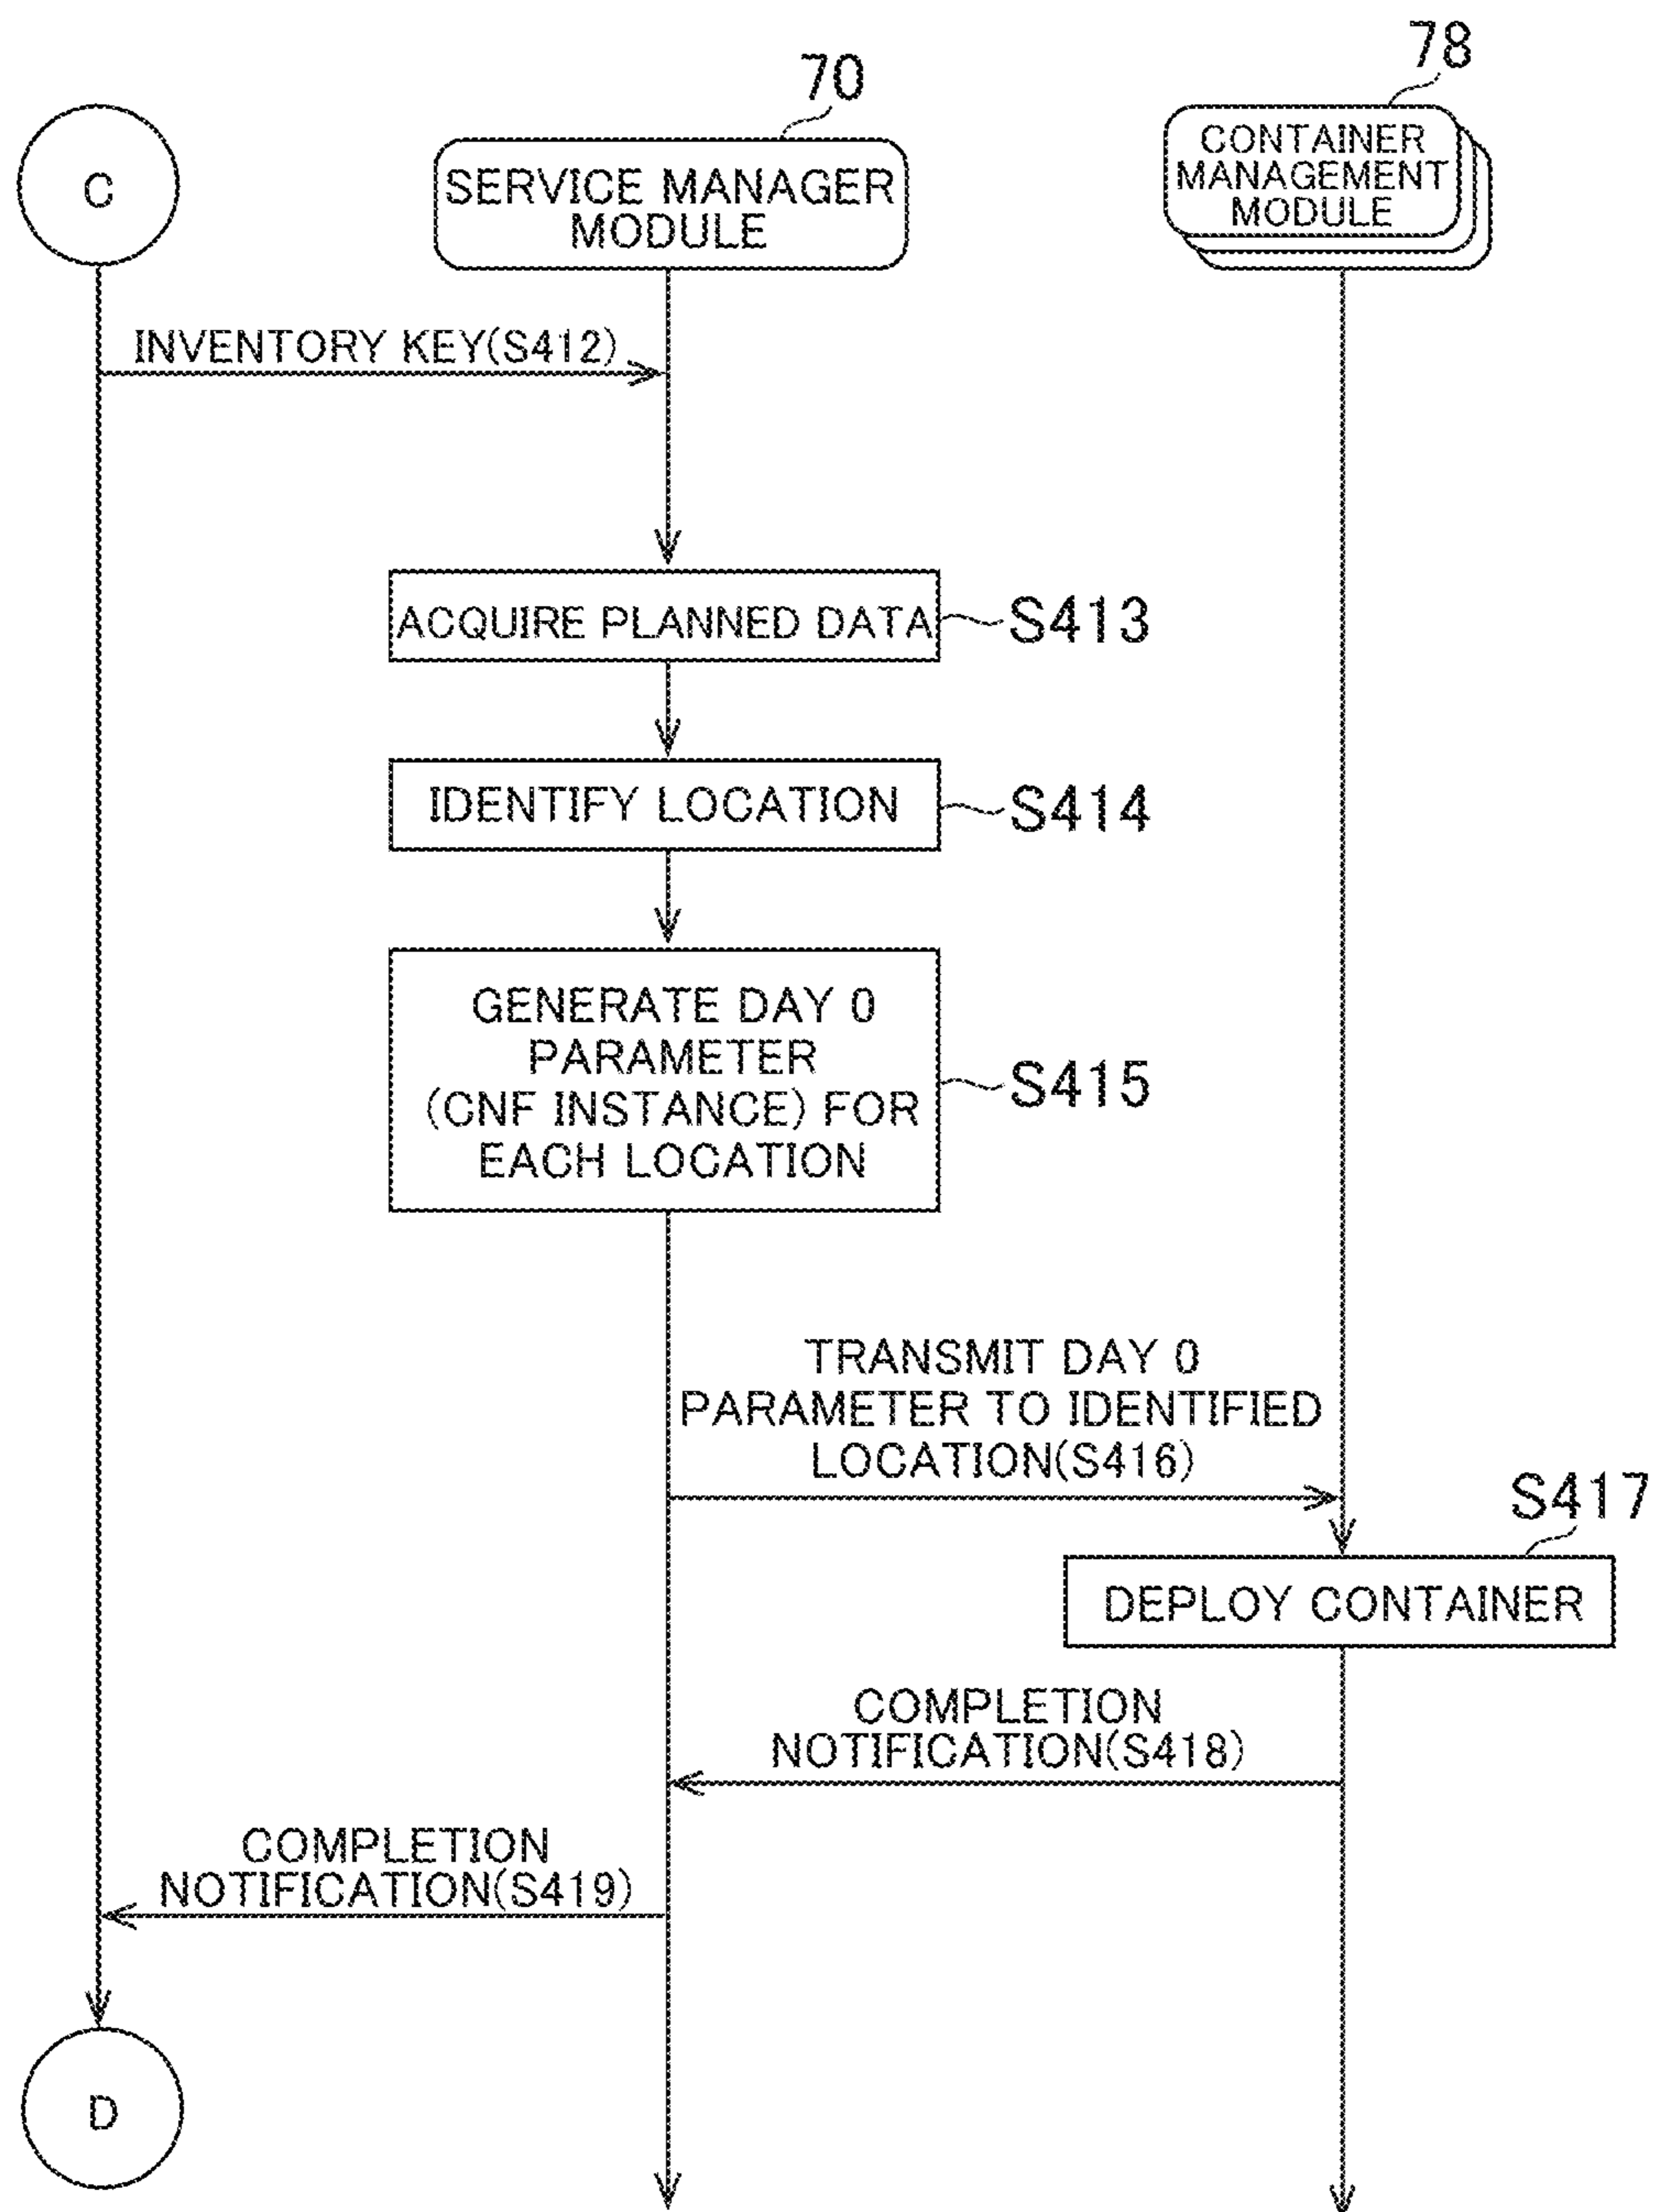 78
70
C
SERVICE MANAGER
MODULE
CONTAINER
MANAGEMENT
MODULE
INVENTORY KEY(S412)
ACQUIRE PLANNED DATA
S413
IDENTIFY LOCATION
S414
GENERATE DAY 0
PARAMETER
(CNF INSTANCE) FOR
EACH LOCATION
S415
TRANSMIT DAY 0
PARAMETER TO IDENTIFIED
LOCATION(S416)
S417
DEPLOY CONTAINER
COMPLETION
NOTIFICATION(S418)
COMPLETION
NOTIFICATION(S419)
D